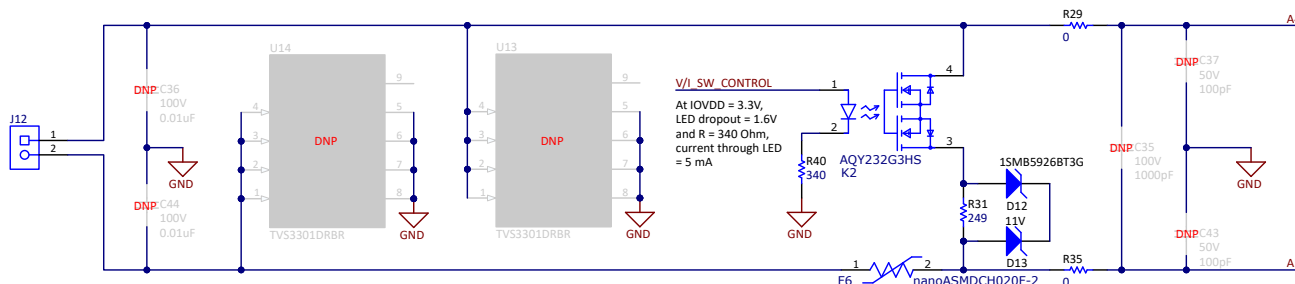 J12
1
2
DNP
C36
100V
0.01uF
GND
DNP
C44
100V
0.01uF
U14
9
4
5
3
6
DNP
2
7
1
8
TVS3301DRBR
GND
U13
9
4
5
3
6
DNP
2
7
1
8
TVS3301DRBR
GND
V/I_SW_CONTROL
At IOVDD = 3.3V,
LED dropout = 1.6V
and R = 340 Ohm,
current through LED
= 5 mA
1
2
4
3
AQY232G3HS
K2
R40
340
GND
1SMB5926BT3G
D12
R31
249
11V
D13
1
2
F6
nanoASMDCH020F-2
R29
0
R35
0
DNP
C35
100V
1000pF
DNP
C37
50V
100pF
GND
DNP
C43
50V
100pF